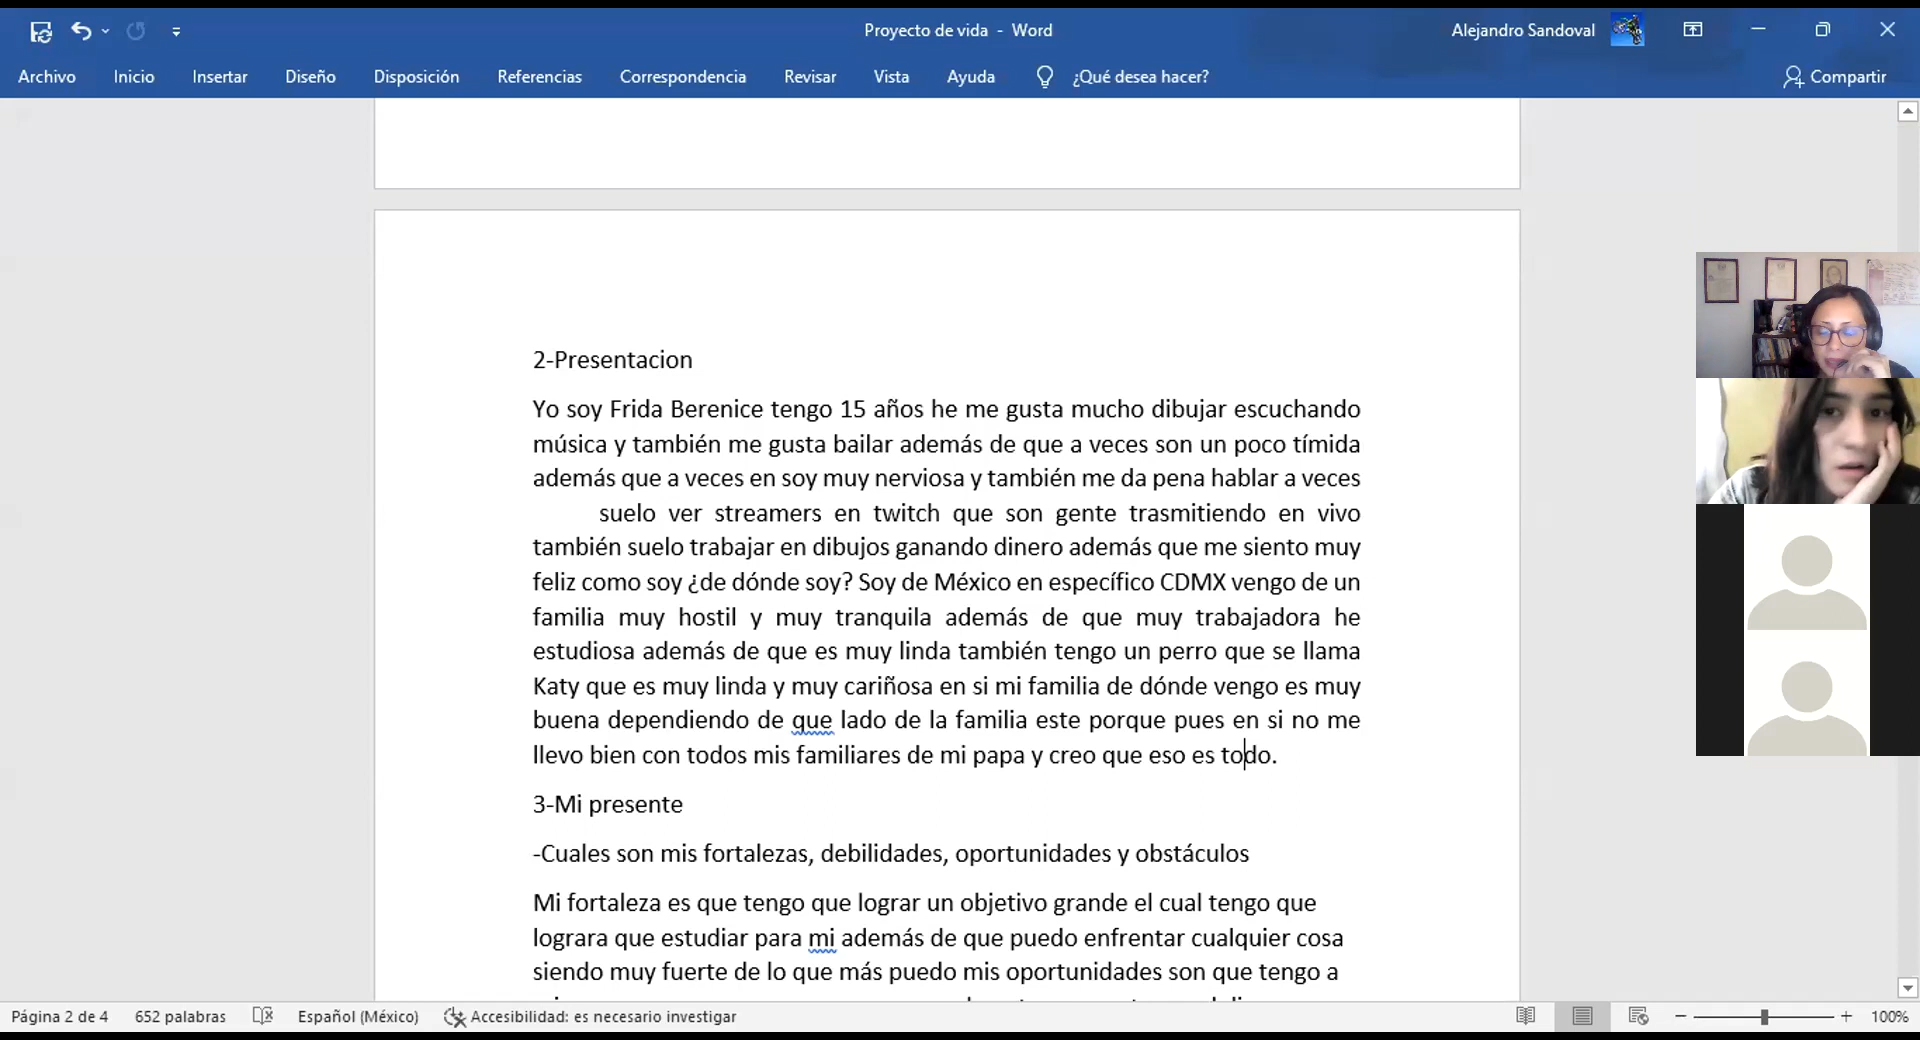 Proyecto de vida - Word
Alejandro Sandoval
Archivo Inicio Insertar Diseño Disposición Referencias Correspondencia Revisar Vista Ayuda ¿Qué desea hacer? Compartir
2-Presentacion
Yo soy Frida Berenice tengo 15 años he me gusta mucho dibujar escuchando
música y también me gusta bailar además de que a veces son un poco tímida
además que a veces en soy muy nerviosa y también me da pena hablar a veces
suelo ver streamers en twitch que son gente trasmitiendo en vivo
también suelo trabajar en dibujos ganando dinero además que me siento muy
feliz como soy ¿de dónde soy? Soy de México en específico CDMX vengo de un
familia muy hostil y muy tranquila además de que muy trabajadora he
estudiosa además de que es muy linda también tengo un perro que se llama
Katy que es muy linda y muy cariñosa en si mi familia de dónde vengo es muy
buena dependiendo de que lado de la familia este porque pues en si no me
llevo bien con todos mis familiares de mi papa y creo que eso es todo.
3-Mi presente
-Cuales son mis fortalezas, debilidades, oportunidades y obstáculos
Mi fortaleza es que tengo que lograr un objetivo grande el cual tengo que
lograra que estudiar para mi además de que puedo enfrentar cualquier cosa
siendo muy fuerte de lo que más puedo mis oportunidades son que tengo a
Página 2 de 4 652 palabras Español (México) Accesibilidad: es necesario investigar 100%